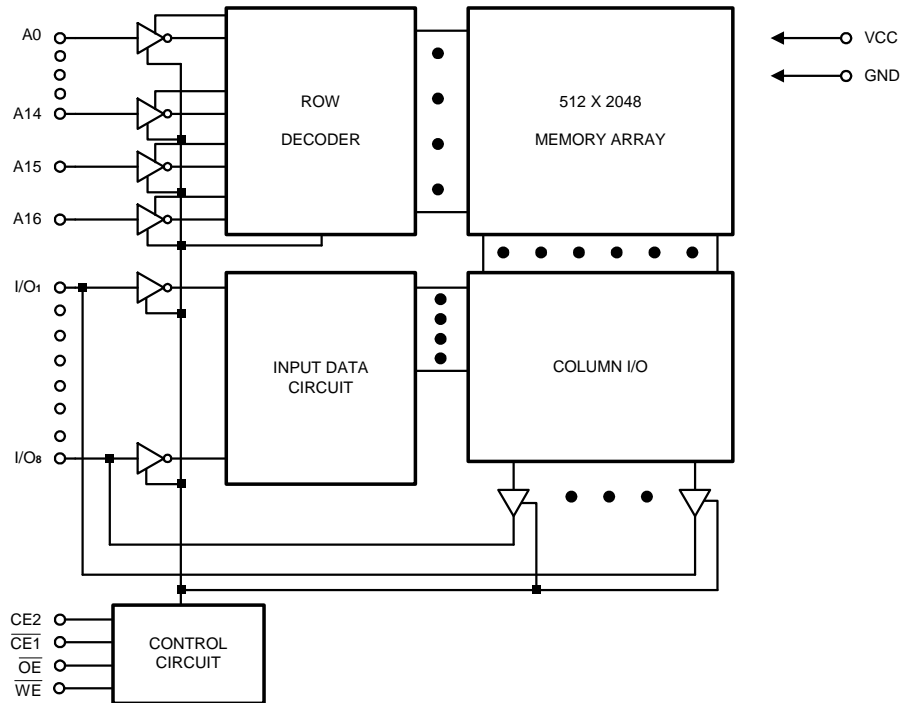 A0
A14
A15
A16
ROW
DECODER
512 X 2048
MEMORY ARRAY
VCC
GND
I/O1
I/O8
INPUT DATA
CIRCUIT
COLUMN I/O
CE2
CE1
OE
WE
CONTROL
CIRCUIT